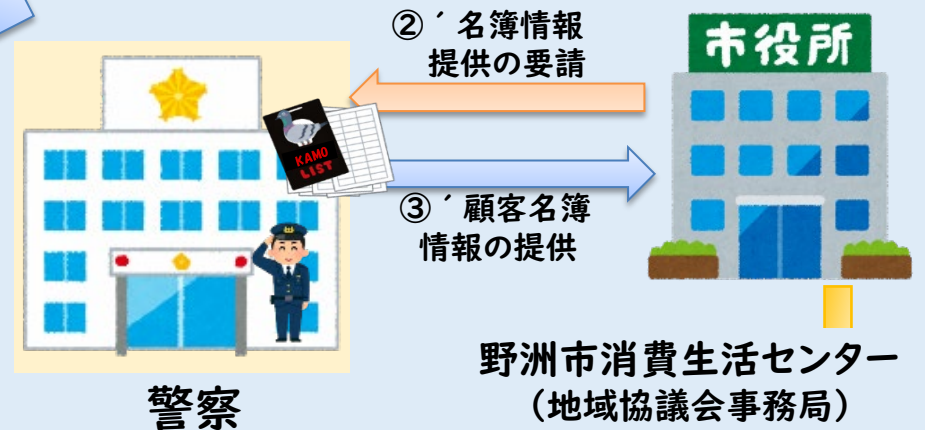 ②´名簿情報
提供の要請
市役所
KAMO
LIST
③´顧客名簿
情報の提供
警察
野洲市消費生活センター
（地域協議会事務局）